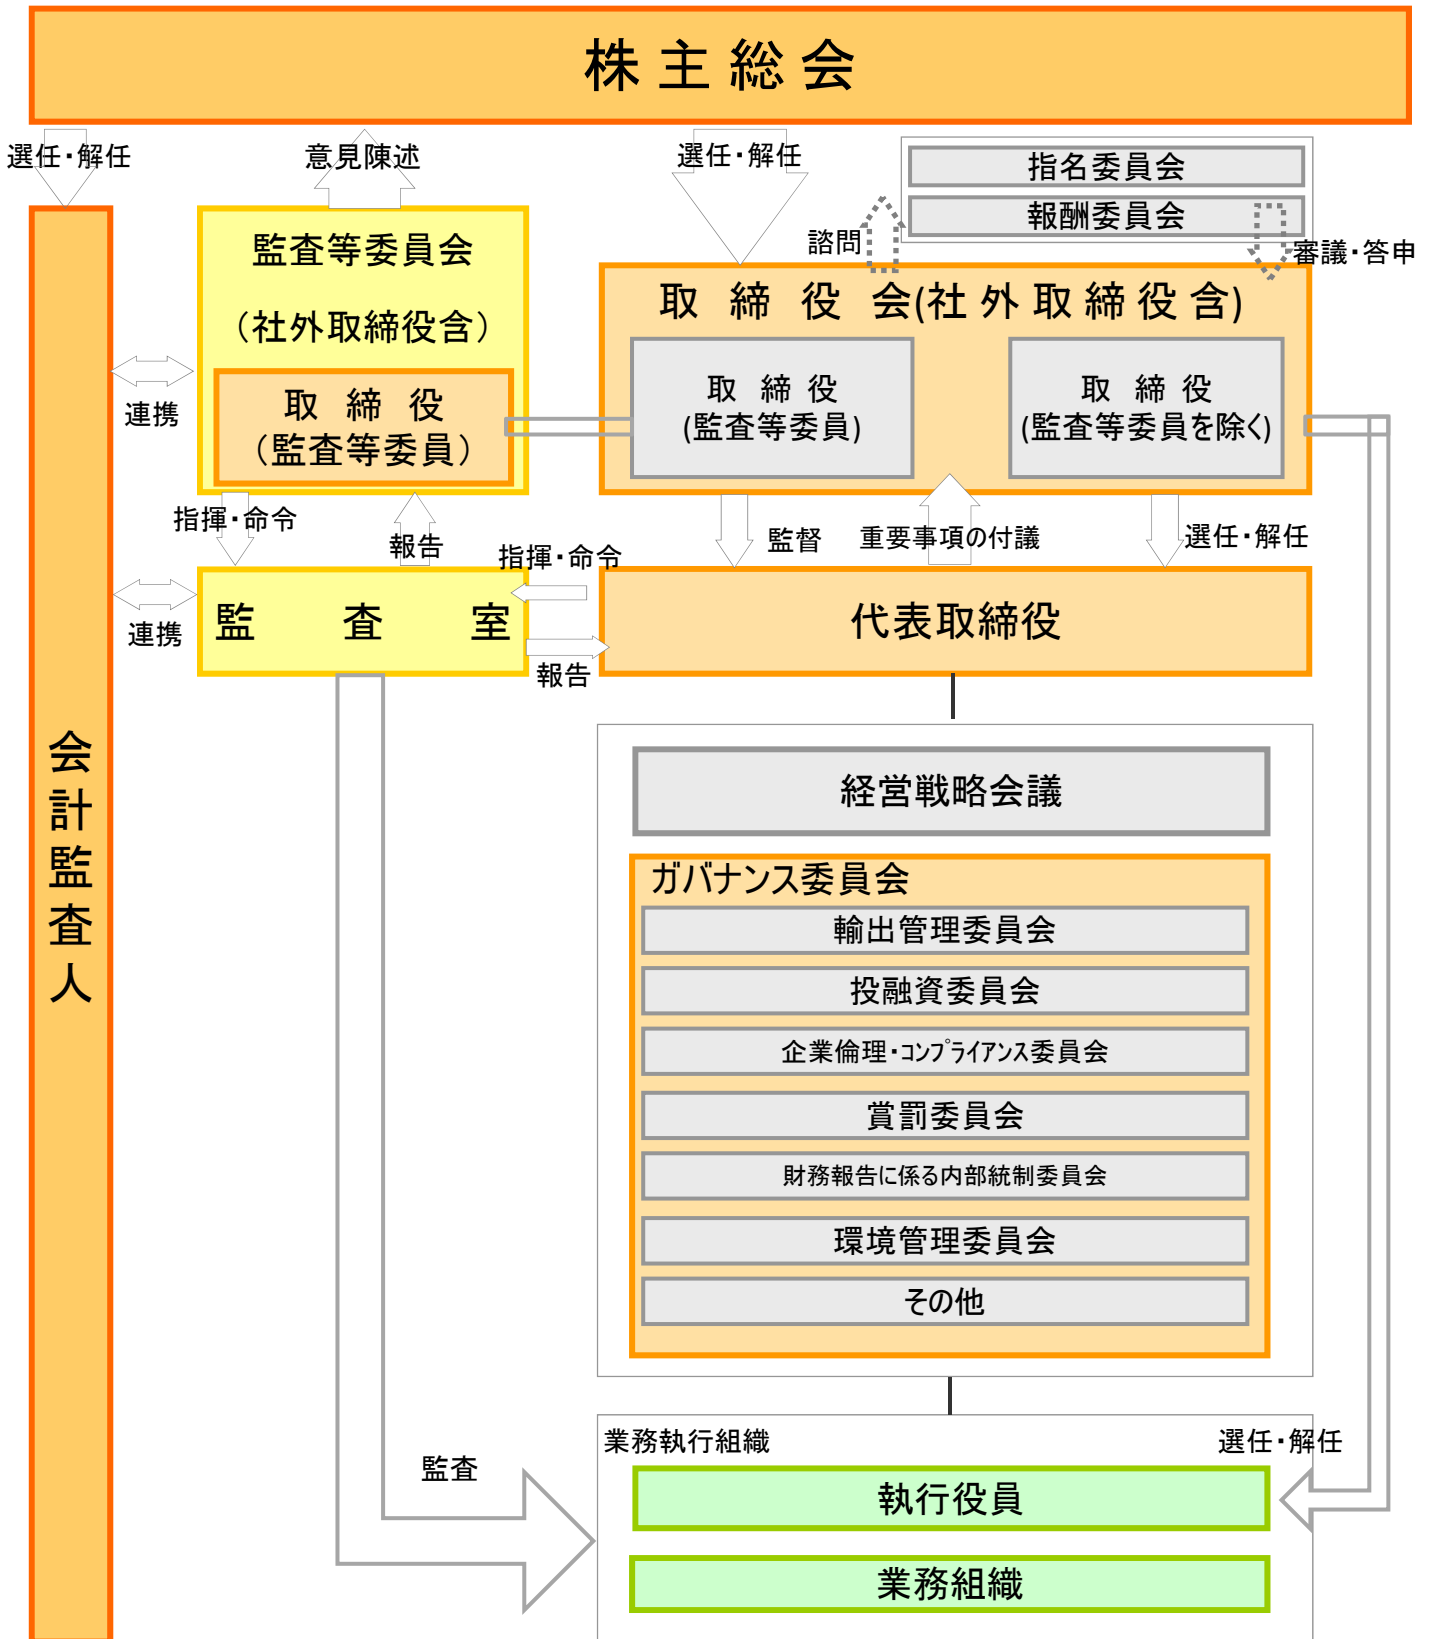 株主総会
選任・解任
意見陳述
選任・解任
指名委員会
報酬委員会
諮問
審議・答申
監査等委員会
（社外取締役含）
取締役
（監査等委員）
取締役会(社外取締役含)
取締役
(監査等委員)
取締役
(監査等委員を除く)
連携
指揮・命令
報告
指揮・命令
監督
重要事項の付議
選任・解任
連携
監査室
報告
代表取締役
会計監査人
経営戦略会議
ガバナンス委員会
輸出管理委員会
投融資委員会
企業倫理・コンプライアンス委員会
賞罰委員会
財務報告に係る内部統制委員会
環境管理委員会
その他
監査
業務執行組織
選任・解任
執行役員
業務組織